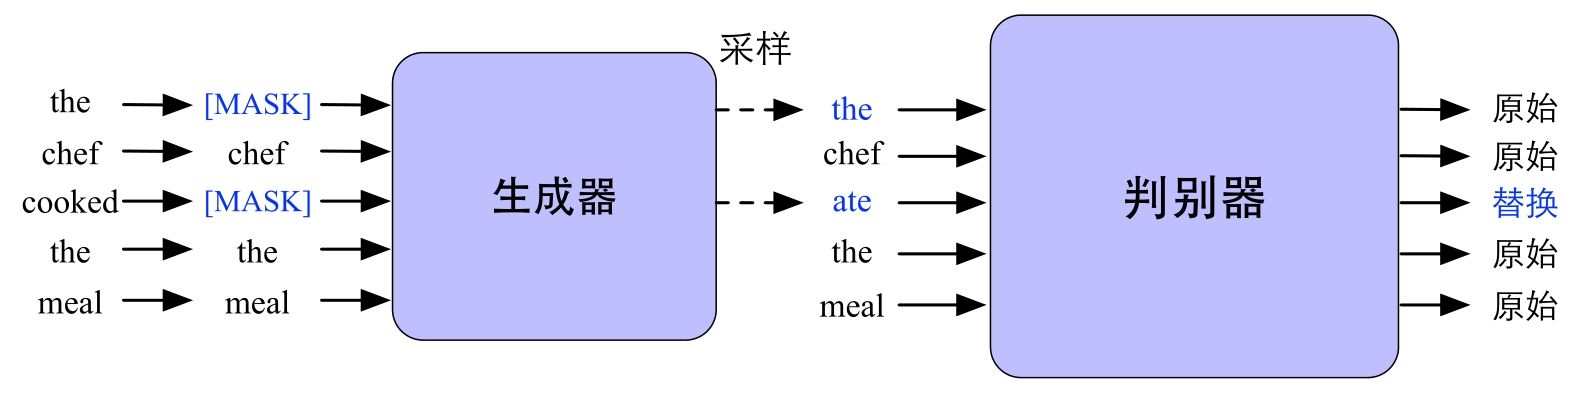 采样
the [MASK] the 原始
chef chef chef 原始
cooked [MASK] 生成器 ate 判别器 替换
the the the 原始
meal meal meal 原始